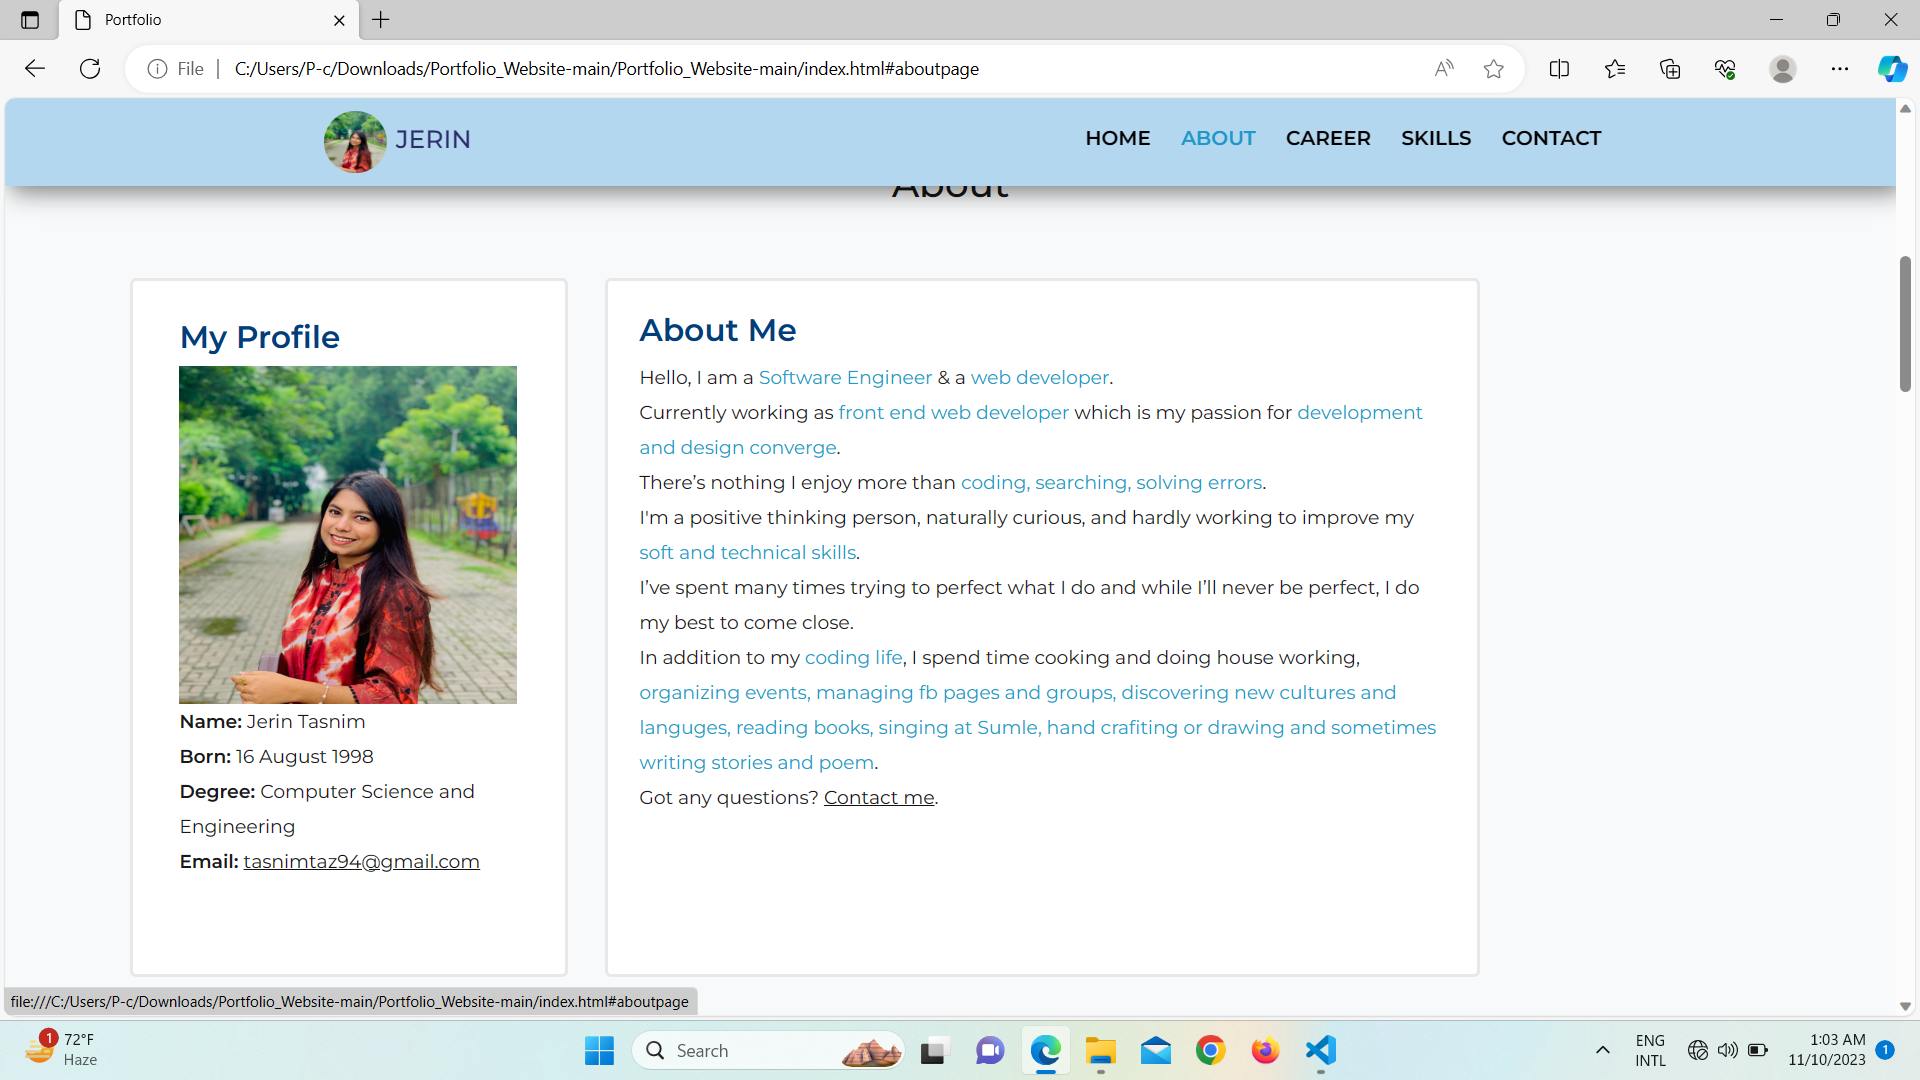 Portfolio
File
C:/Users/P-c/Downloads/Portfolio_Website-main/Portfolio_Website-main/index.html#aboutpage
JERIN
HOME ABOUT CAREER SKILLS CONTACT
About
My Profile
Name: Jerin Tasnim
Born: 16 August 1998
Degree: Computer Science and
Engineering
Email: tasnimtaz94@gmail.com
About Me
Hello, I am a Software Engineer & a web developer.
Currently working as front end web developer which is my passion for development
and design converge.
There’s nothing I enjoy more than coding, searching, solving errors.
I'm a positive thinking person, naturally curious, and hardly working to improve my
soft and technical skills.
I’ve spent many times trying to perfect what I do and while I’ll never be perfect, I do
my best to come close.
In addition to my coding life, I spend time cooking and doing house working,
organizing events, managing fb pages and groups, discovering new cultures and
languges, reading books, singing at Sumle, hand crafiting or drawing and sometimes
writing stories and poem.
Got any questions? Contact me.
file:///C:/Users/P-c/Downloads/Portfolio_Website-main/Portfolio_Website-main/index.html#aboutpage
1
72°F
Haze
Search
ENG
INTL
1:03 AM
11/10/2023
1